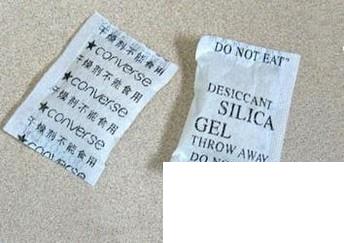 干燥剂不能食用
★converse
干燥剂不能食用
★converse
干燥剂不能食用
★converse
干燥剂不能食用
★converse
DO NOT EAT"
DESICCANT
SILICA
GEL
THROW AWAY
DO